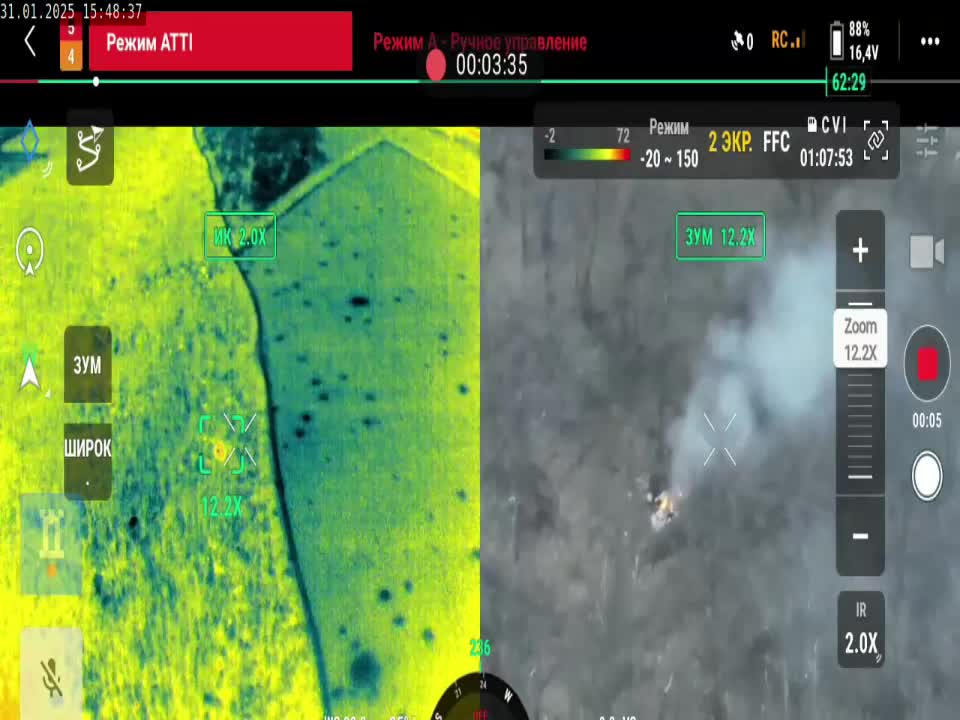 31.01.2025 15:48:37
5
4
Режим ATTI
Режим A - Ручное управление
00:03:35
0
RC
88%
16,4V
62:29
-2
72
Режим
-20 ~ 150
2 ЭКР.
FFC
CVI
01:07:53
ИК 2.0X
ЗУМ 12.2X
Zoom
12.2X
ЗУМ
ШИРОК
.
12.2X
00:05
IR
2.0X
236
21
24
W